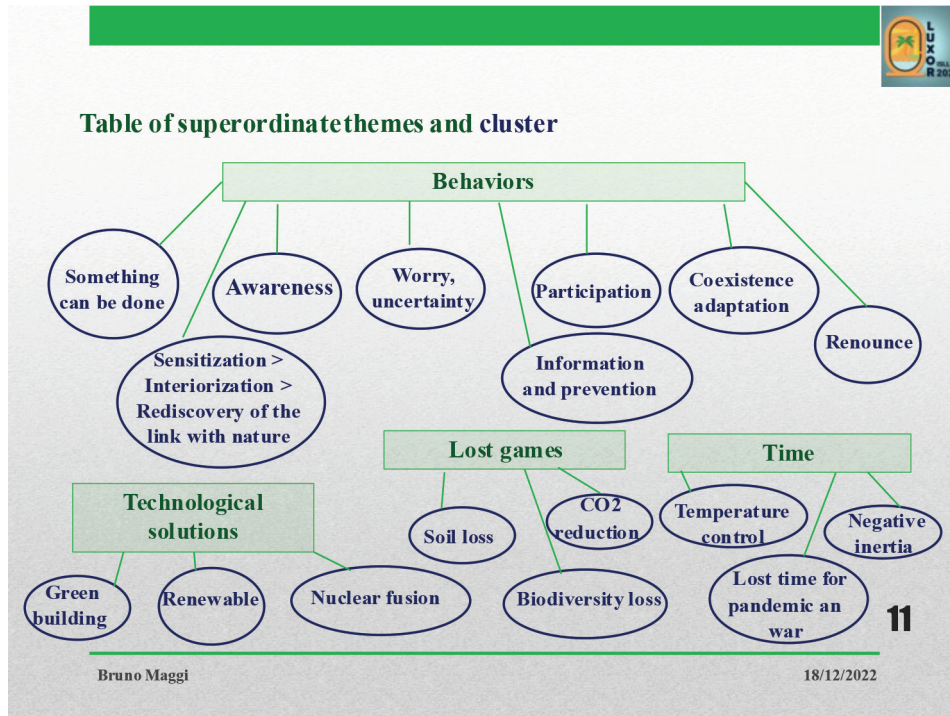 LUXOR
Table of superordinate themes and cluster
Behaviors
Something
can be done
Awareness
Worry,
uncertainty
Participation
Coexistence
adaptation
Renounce
Sensitization >
Interiorization >
Rediscovery of the
link with nature
Information
and prevention
Lost games
Time
Technological
solutions
Soil loss
CO2
reduction
Temperature
control
Negative
inertia
Green
building
Renewable
Nuclear fusion
Biodiversity loss
Lost time for
pandemic an
war
11
Bruno Maggi
18/12/2022